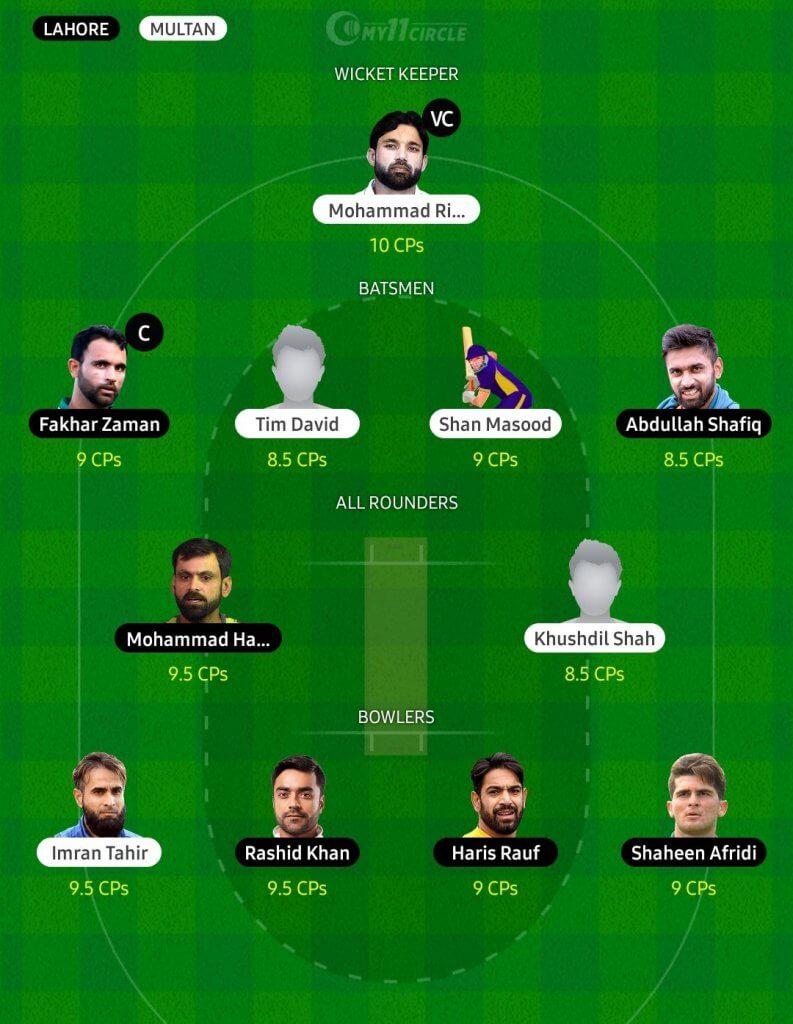 LAHORE MULTAN MY11CIRCLE
WICKET KEEPER
VC
Mohammad Ri...
10 CPs
BATSMEN
C
Fakhar Zaman Tim David Shan Masood Abdullah Shafiq
9 CPs 8.5 CPs 9 CPs 8.5 CPs
ALL ROUNDERS
Mohammad Ha... Khushdil Shah
9.5 CPs 8.5 CPs
BOWLERS
Imran Tahir Rashid Khan Haris Rauf Shaheen Afridi
9.5 CPs 9.5 CPs 9 CPs 9 CPs